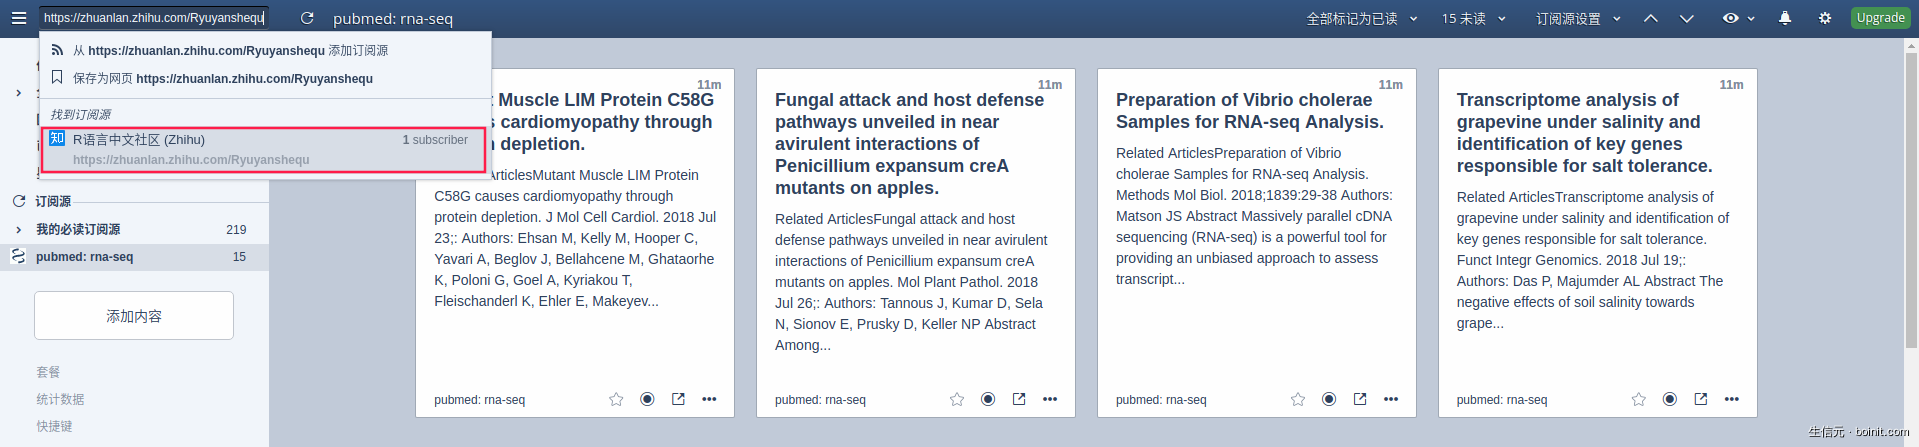 https://zhuanlan.zhihu.com/Ryuyanshequ
pubmed: rna-seq
全部标记为已读
15 未读
订阅源设置
Upgrade
从 https://zhuanlan.zhihu.com/Ryuyanshequ 添加订阅源
保存为网页 https://zhuanlan.zhihu.com/Ryuyanshequ
找到订阅源
知 R语言中文社区 (Zhihu) 1 subscriber
https://zhuanlan.zhihu.com/Ryuyanshequ
订阅源
我的必读订阅源 219
pubmed: rna-seq 15
添加内容
套餐
统计数据
快捷键
11m
Muscle LIM Protein C58G
cardiomyopathy through
depletion.
ArticlesMutant Muscle LIM Protein
C58G causes cardiomyopathy through
protein depletion. J Mol Cell Cardiol. 2018 Jul
23;: Authors: Ehsan M, Kelly M, Hooper C,
Yavari A, Beglov J, Bellahcene M, Ghataorhe
K, Poloni G, Goel A, Kyriakou T,
Fleischanderl K, Ehler E, Makeyev...
pubmed: rna-seq
11m
Fungal attack and host defense
pathways unveiled in near
avirulent interactions of
Penicillium expansum creA
mutants on apples.
Related ArticlesFungal attack and host
defense pathways unveiled in near avirulent
interactions of Penicillium expansum creA
mutants on apples. Mol Plant Pathol. 2018
Jul 26;: Authors: Tannous J, Kumar D, Sela
N, Sionov E, Prusky D, Keller NP Abstract
Among...
pubmed: rna-seq
11m
Preparation of Vibrio cholerae
Samples for RNA-seq Analysis.
Related ArticlesPreparation of Vibrio
cholerae Samples for RNA-seq Analysis.
Methods Mol Biol. 2018;1839:29-38 Authors:
Matson JS Abstract Massively parallel cDNA
sequencing (RNA-seq) is a powerful tool for
providing an unbiased approach to assess
transcript...
pubmed: rna-seq
11m
Transcriptome analysis of
grapevine under salinity and
identification of key genes
responsible for salt tolerance.
Related ArticlesTranscriptome analysis of
grapevine under salinity and identification of
key genes responsible for salt tolerance.
Funct Integr Genomics. 2018 Jul 19;:
Authors: Das P, Majumder AL Abstract The
negative effects of soil salinity towards
grape...
pubmed: rna-seq
生信元 · boinit.com